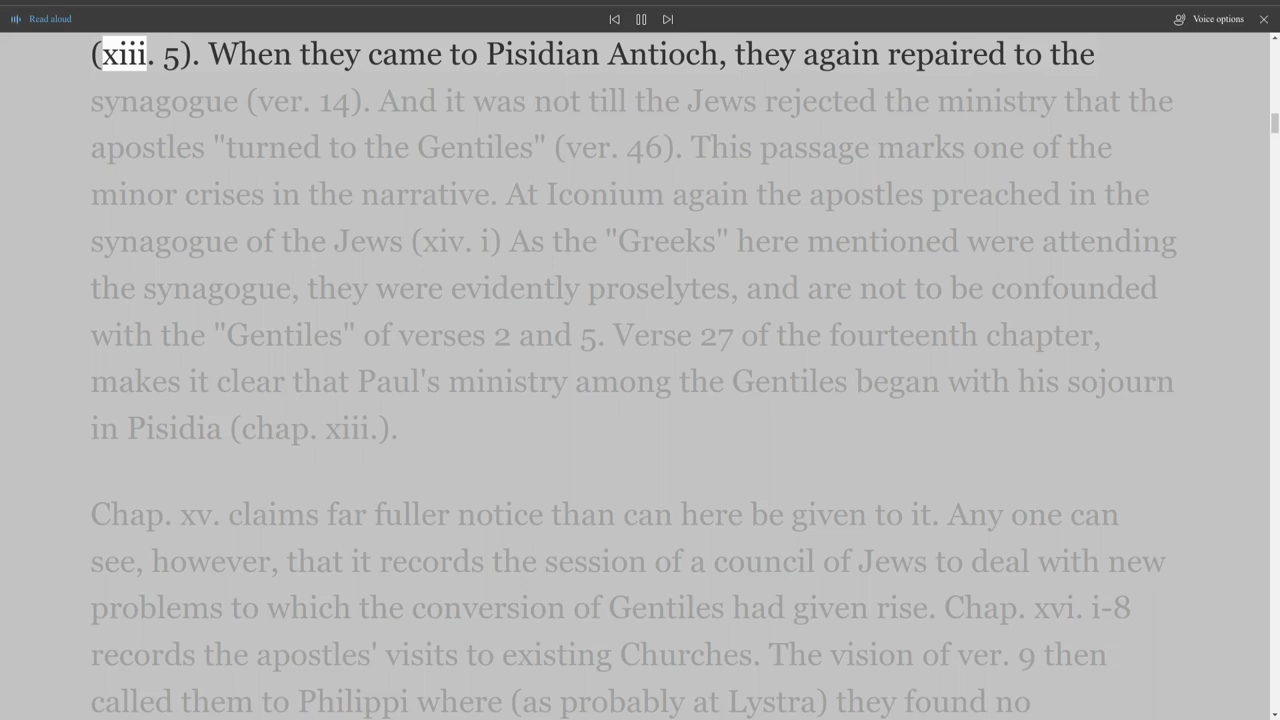 Read aloud
Voice options
(xiii. 5). When they came to Pisidian Antioch, they again repaired to the
synagogue (ver. 14). And it was not till the Jews rejected the ministry that the
apostles "turned to the Gentiles" (ver. 46). This passage marks one of the
minor crises in the narrative. At Iconium again the apostles preached in the
synagogue of the Jews (xiv. i) As the "Greeks" here mentioned were attending
the synagogue, they were evidently proselytes, and are not to be confounded
with the "Gentiles" of verses 2 and 5. Verse 27 of the fourteenth chapter,
makes it clear that Paul's ministry among the Gentiles began with his sojourn
in Pisidia (chap. xiii.).
Chap. xv. claims far fuller notice than can here be given to it. Any one can
see, however, that it records the session of a council of Jews to deal with new
problems to which the conversion of Gentiles had given rise. Chap. xvi. i-8
records the apostles' visits to existing Churches. The vision of ver. 9 then
called them to Philippi where (as probably at Lystra) they found no